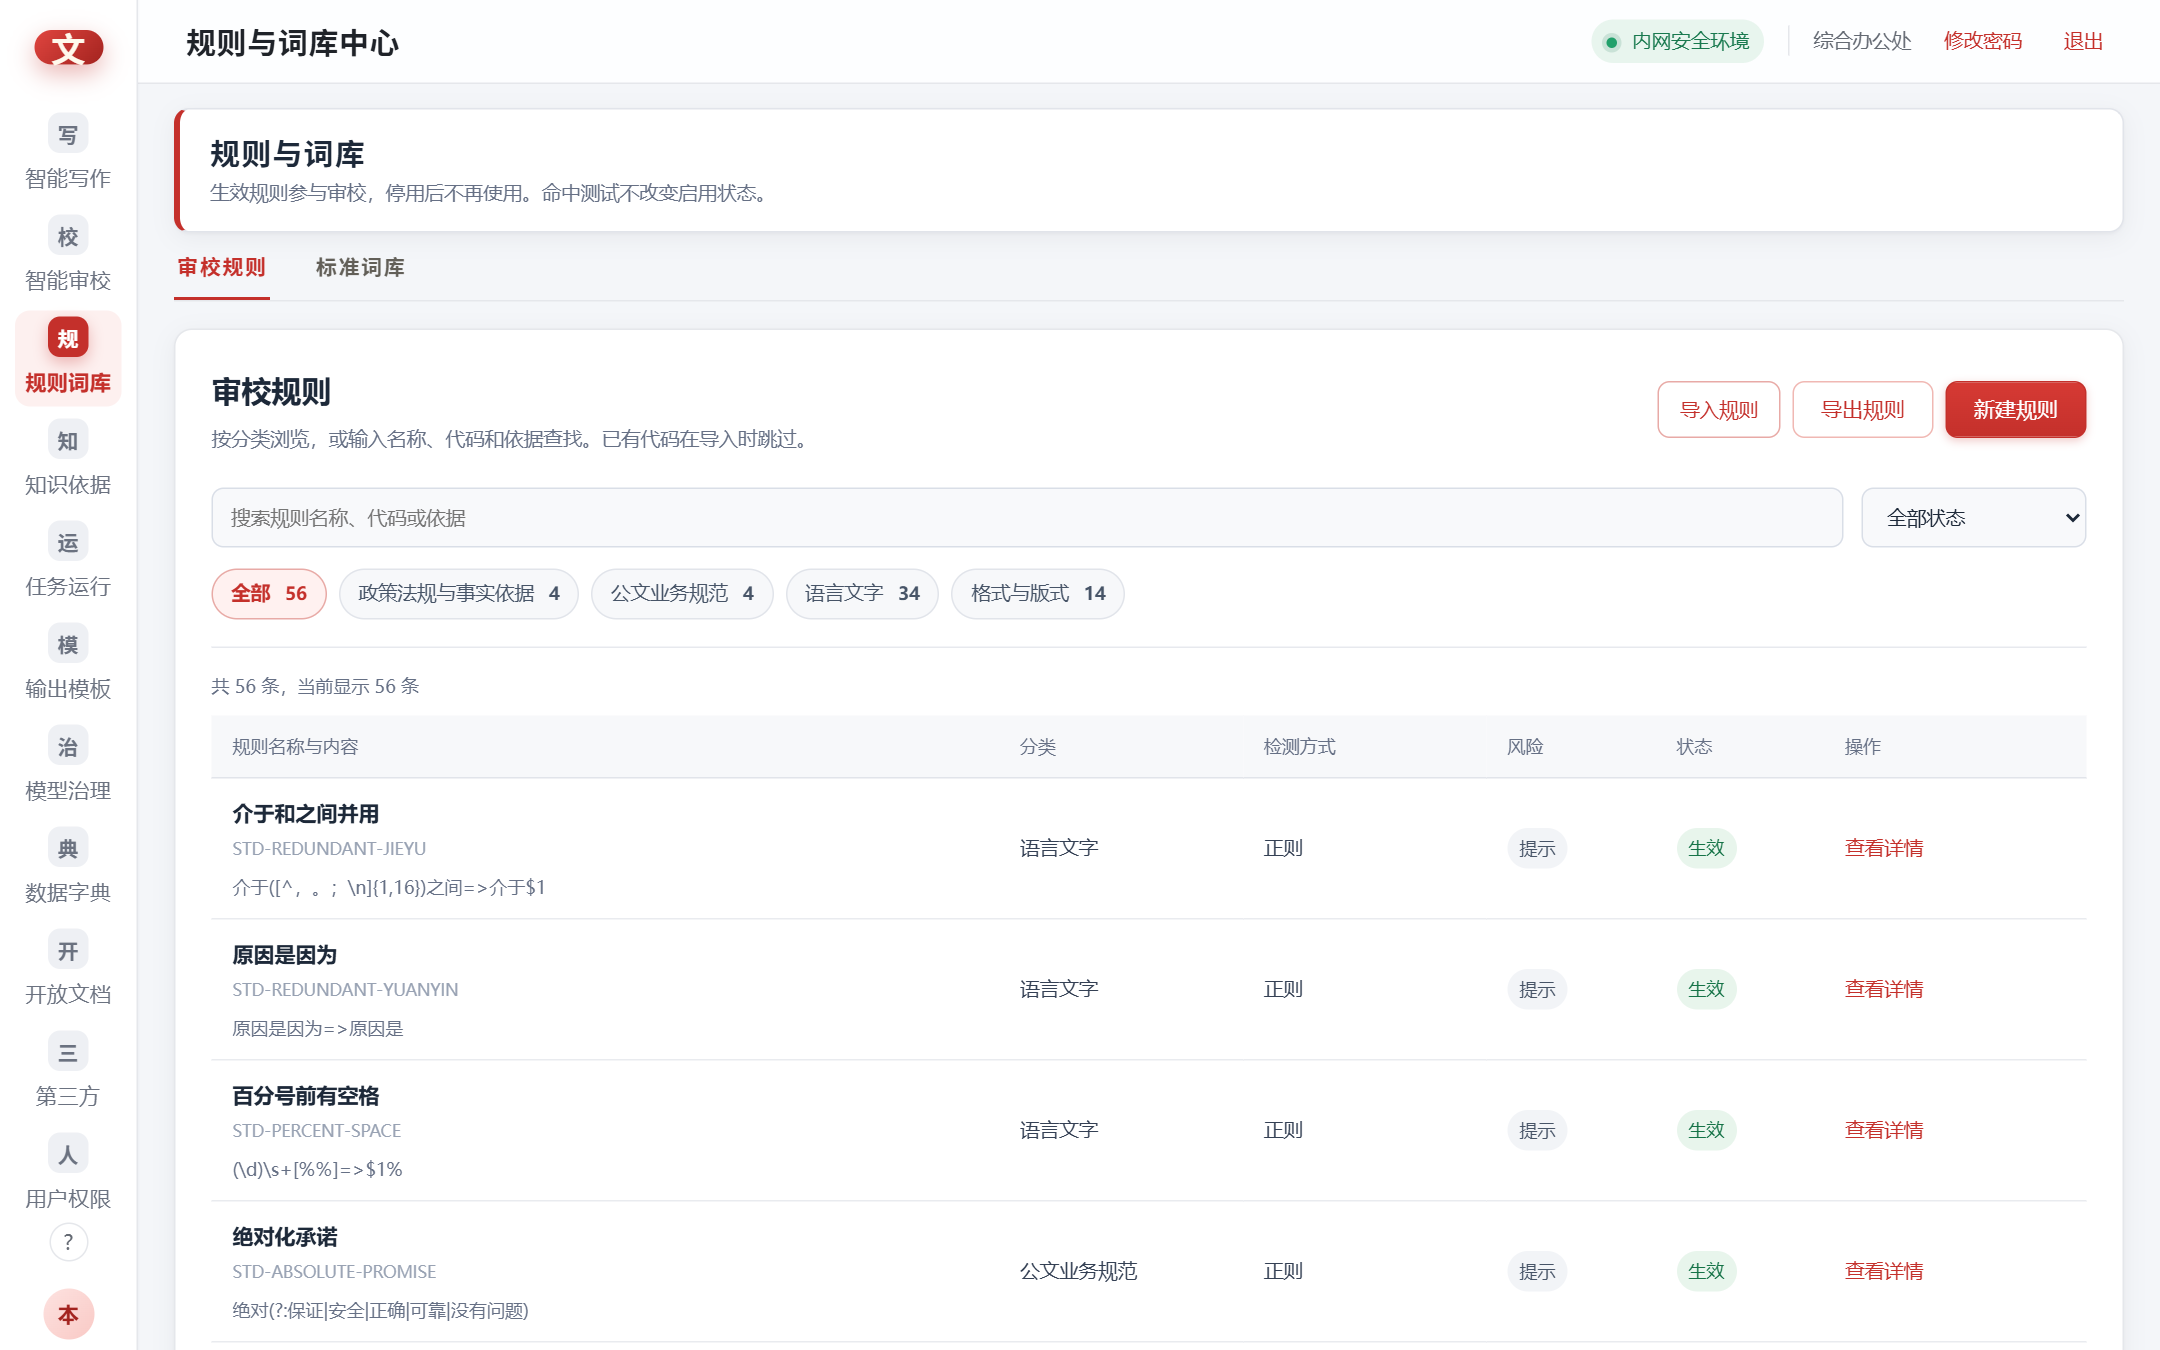 文
规则与词库中心
内网安全环境
综合办公处
修改密码
退出
写
智能写作
校
智能审校
规
规则词库
知
知识依据
运
任务运行
模
输出模板
治
模型治理
典
数据字典
开
开放文档
三
第三方
人
用户权限
?
本
规则与词库
生效规则参与审校，停用后不再使用。命中测试不改变启用状态。
审校规则 标准词库
审校规则
按分类浏览，或输入名称、代码和依据查找。已有代码在导入时跳过。
导入规则 导出规则 新建规则
搜索规则名称、代码或依据 全部状态
全部 56 政策法规与事实依据 4 公文业务规范 4 语言文字 34 格式与版式 14
共 56 条，当前显示 56 条
规则名称与内容 分类 检测方式 风险 状态 操作
介于和之间并用
STD-REDUNDANT-JIEYU
介于([^，。；\n]{1,16})之间=>介于$1
语言文字 正则 提示 生效 查看详情
原因是因为
STD-REDUNDANT-YUANYIN
原因是因为=>原因是
语言文字 正则 提示 生效 查看详情
百分号前有空格
STD-PERCENT-SPACE
(\d)\s+[%%]=>$1%
语言文字 正则 提示 生效 查看详情
绝对化承诺
STD-ABSOLUTE-PROMISE
绝对(?:保证|安全|正确|可靠|没有问题)
公文业务规范 正则 提示 生效 查看详情